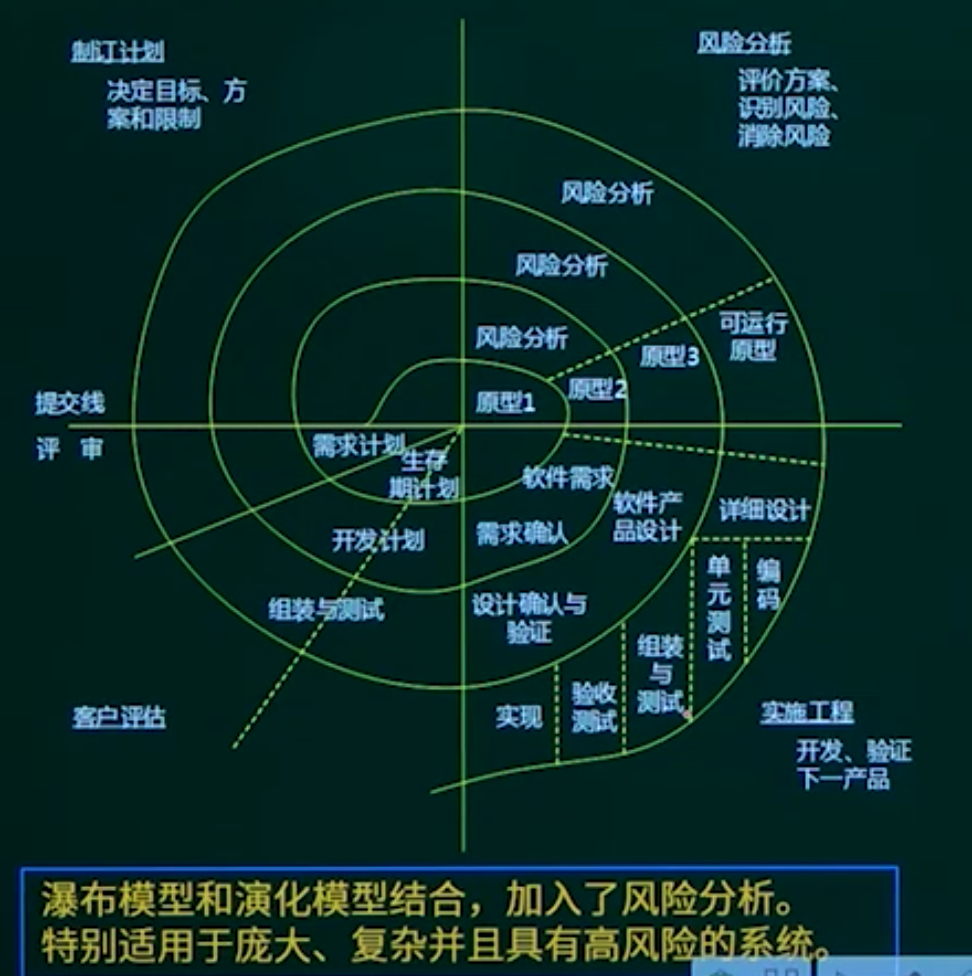 制订计划
决定目标、方
案和限制
风险分析
评价方案、
识别风险、
消除风险
风险分析
风险分析
风险分析
可运行
原型
原型3
原型2
原型1
提交线
评 审
需求计划
生存
期计划
软件需求
软件产
品设计
详细设计
开发计划
需求确认
单
元
测
试
编
码
组装与测试
设计确认与
验证
组装
与
测试
验收
测试
实现
客户评估
实施工程
开发、验证
下一产品
瀑布模型和演化模型结合，加入了风险分析。
特别适用于庞大、复杂并且具有高风险的系统。